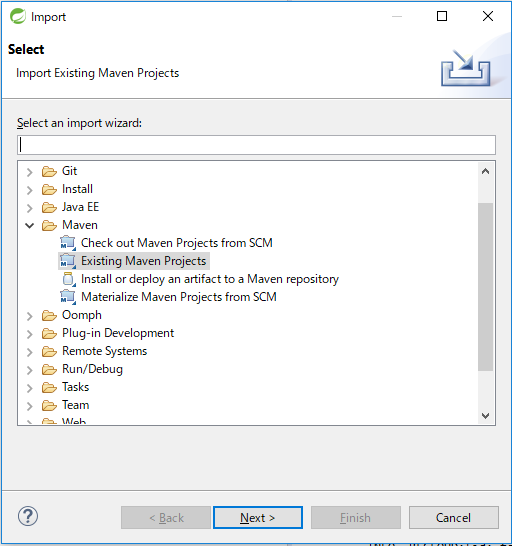 Import
Select
Import Existing Maven Projects
Select an import wizard:
Git
Install
Java EE
Maven
Check out Maven Projects from SCM
Existing Maven Projects
Install or deploy an artifact to a Maven repository
Materialize Maven Projects from SCM
Oomph
Plug-in Development
Remote Systems
Run/Debug
Tasks
Team
Web
< Back
Next >
Finish
Cancel